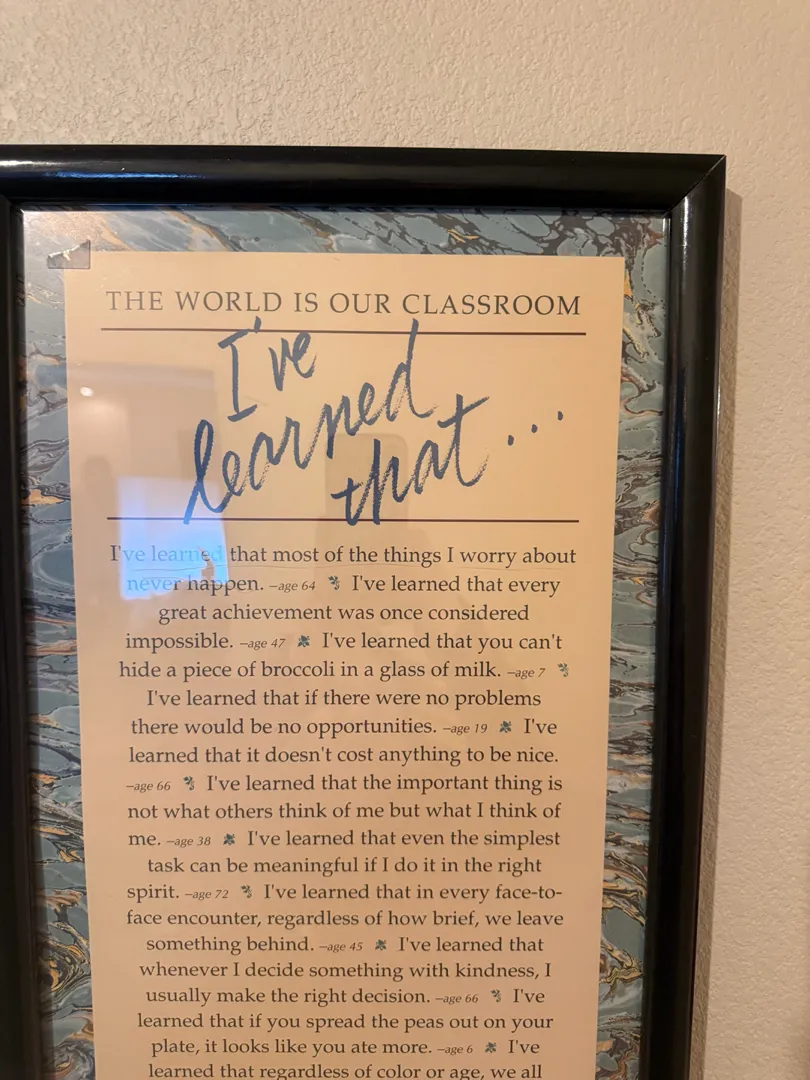 THE WORLD IS OUR CLASSROOM
I've
learned
that...
I've learned that most of the things I worry about
never happen. –age 64 I've learned that every
great achievement was once considered
impossible. –age 47 I've learned that you can't
hide a piece of broccoli in a glass of milk. –age 7
I've learned that if there were no problems
there would be no opportunities. –age 19 I've
learned that it doesn't cost anything to be nice.
–age 66 I've learned that the important thing is
not what others think of me but what I think of
me. –age 38 I've learned that even the simplest
task can be meaningful if I do it in the right
spirit. –age 72 I've learned that in every face-to-
face encounter, regardless of how brief, we leave
something behind. –age 45 I've learned that
whenever I decide something with kindness, I
usually make the right decision. –age 66 I've
learned that if you spread the peas out on your
plate, it looks like you ate more. –age 6 I've
learned that regardless of color or age, we all